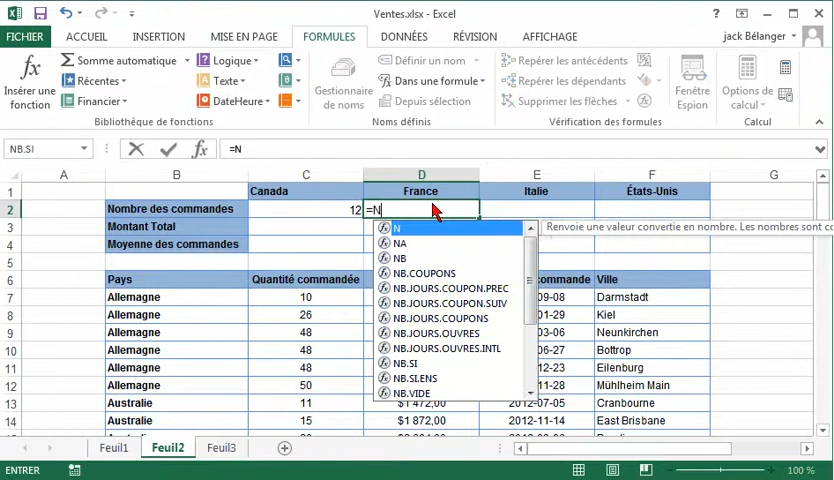 Ventes.xlsx - Excel
FICHIER ACCUEIL INSERTION MISE EN PAGE FORMULES DONNÉES RÉVISION AFFICHAGE jack Bélanger
Insérer une fonction
Somme automatique
Récentes
Financier
Logique
Texte
DateHeure
Bibliothèque de fonctions
Gestionnaire de noms
Définir un nom
Dans une formule
Depuis sélection
Noms définis
Repérer les antécédents
Repérer les dépendants
Supprimer les flèches
Vérification des formules
Fenêtre Espion
Options de calcul
Calcul
NB.SI fx =N
A B C D E F G
1 Canada France Italie États-Unis
2 Nombre des commandes 12 =N
3 Montant Total
4 Moyenne des commandes
Renvoie une valeur convertie en nombre. Les nombres sont co
N
NA
NB
NB.COUPONS
NB.JOURS.COUPON.PREC
NB.JOURS.COUPON.SUIV
NB.JOURS.COUPONS
NB.JOURS.OUVRES
NB.JOURS.OUVRES.INTL
NB.SI
NB.SI.ENS
NB.VIDE
5
6 Pays Quantité commandée commande Ville
7 Allemagne 10 -09-08 Darmstadt
8 Allemagne 26 -01-29 Kiel
9 Allemagne 48 -03-06 Neunkirchen
10 Allemagne 48 -06-27 Bottrop
11 Allemagne 48 -12-23 Eilenburg
12 Allemagne 50 -11-28 Mühlheim Main
13 Australie 11 $1 472,00 2012-07-05 Cranbourne
14 Australie 15 $1 872,00 2012-11-14 East Brisbane
Feuil1 Feuil2 Feuil3
ENTRER 100 %